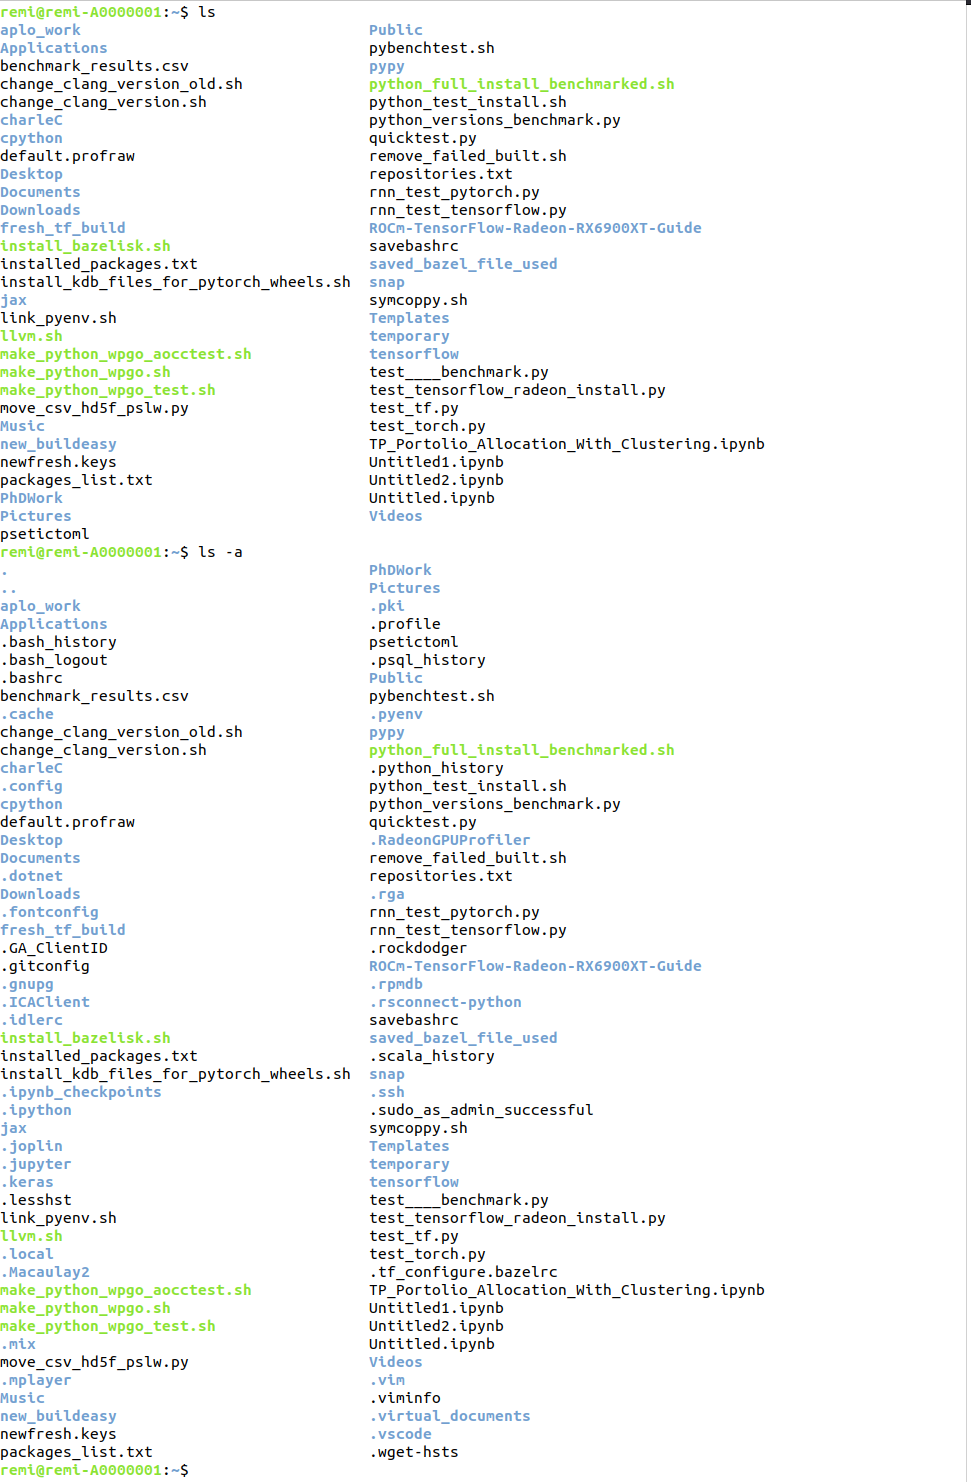 remi@remi-A0000001:~$ ls
aplo_work Public
Applications pybenchtest.sh
benchmark_results.csv pypy
change_clang_version_old.sh python_full_install_benchmarked.sh
change_clang_version.sh python_test_install.sh
charleC python_versions_benchmark.py
cpython quicktest.py
default.profraw remove_failed_built.sh
Desktop repositories.txt
Documents rnn_test_pytorch.py
Downloads rnn_test_tensorflow.py
fresh_tf_build ROCm-TensorFlow-Radeon-RX6900XT-Guide
install_bazelisk.sh savebashrc
installed_packages.txt saved_bazel_file_used
install_kdb_files_for_pytorch_wheels.sh snap
jax symcoppy.sh
link_pyenv.sh Templates
llvm.sh temporary
make_python_wpgo_aocctest.sh tensorflow
make_python_wpgo.sh test____benchmark.py
make_python_wpgo_test.sh test_tensorflow_radeon_install.py
move_csv_hd5f_pslw.py test_tf.py
Music test_torch.py
new_buildeasy TP_Portolio_Allocation_With_Clustering.ipynb
newfresh.keys Untitled1.ipynb
packages_list.txt Untitled2.ipynb
PhDWork Untitled.ipynb
Pictures Videos
psetictoml
remi@remi-A0000001:~$ ls -a
. PhDWork
.. Pictures
aplo_work .pki
Applications .profile
.bash_history psetictoml
.bash_logout .psql_history
.bashrc Public
benchmark_results.csv pybenchtest.sh
.cache .pyenv
change_clang_version_old.sh pypy
change_clang_version.sh python_full_install_benchmarked.sh
charleC .python_history
.config python_test_install.sh
cpython python_versions_benchmark.py
default.profraw quicktest.py
Desktop .RadeonGPUProfiler
Documents remove_failed_built.sh
.dotnet repositories.txt
Downloads .rga
.fontconfig rnn_test_pytorch.py
fresh_tf_build rnn_test_tensorflow.py
.GA_ClientID .rockdodger
.gitconfig ROCm-TensorFlow-Radeon-RX6900XT-Guide
.gnupg .rpmdb
.ICAClient .rsconnect-python
.idlerc savebashrc
install_bazelisk.sh saved_bazel_file_used
installed_packages.txt .scala_history
install_kdb_files_for_pytorch_wheels.sh snap
.ipynb_checkpoints .ssh
.ipython .sudo_as_admin_successful
jax symcoppy.sh
.joplin Templates
.jupyter temporary
.keras tensorflow
.lesshst test____benchmark.py
link_pyenv.sh test_tensorflow_radeon_install.py
llvm.sh test_tf.py
.local test_torch.py
.Macaulay2 .tf_configure.bazelrc
make_python_wpgo_aocctest.sh TP_Portolio_Allocation_With_Clustering.ipynb
make_python_wpgo.sh Untitled1.ipynb
make_python_wpgo_test.sh Untitled2.ipynb
.mix Untitled.ipynb
move_csv_hd5f_pslw.py Videos
.mplayer .vim
Music .viminfo
new_buildeasy .virtual_documents
newfresh.keys .vscode
packages_list.txt .wget-hsts
remi@remi-A0000001:~$